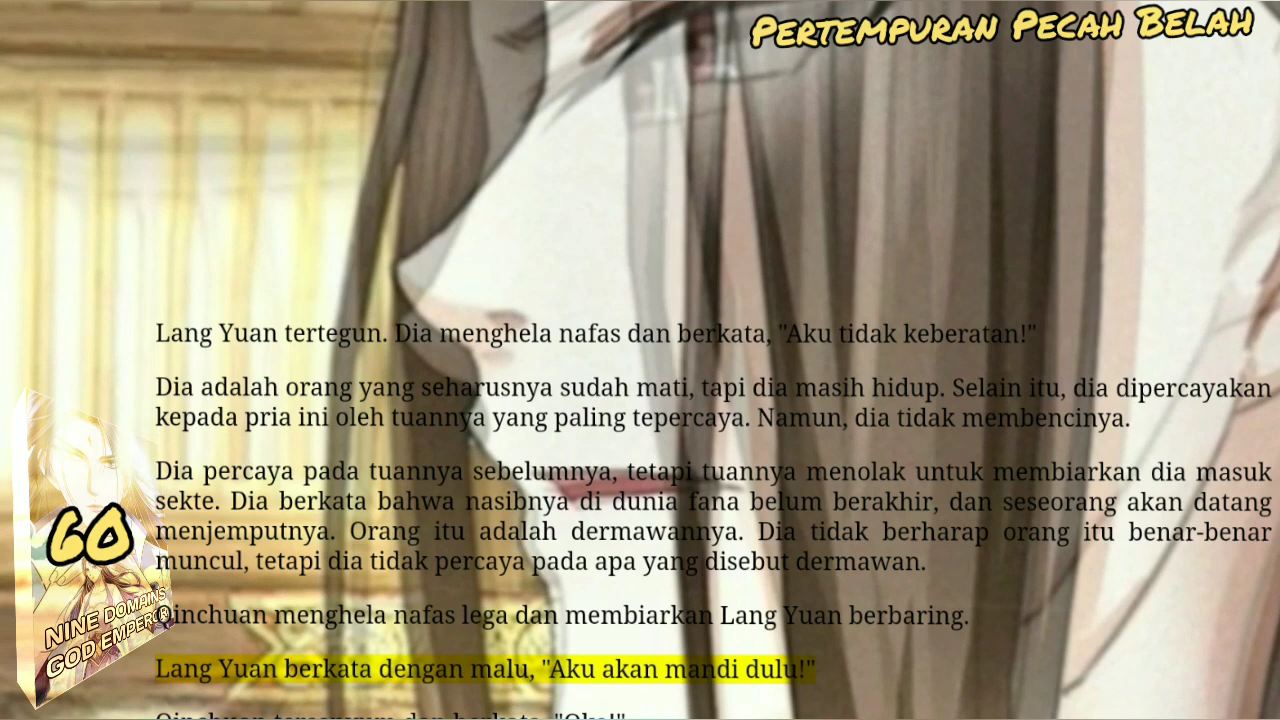 Pertempuran Pecah Belah
Lang Yuan tertegun. Dia menghela nafas dan berkata, "Aku tidak keberatan!"
Dia adalah orang yang seharusnya sudah mati, tapi dia masih hidup. Selain itu, dia dipercayakan
kepada pria ini oleh tuannya yang paling tepercaya. Namun, dia tidak membencinya.
Dia percaya pada tuannya sebelumnya, tetapi tuannya menolak untuk membiarkan dia masuk
sekte. Dia berkata bahwa nasibnya di dunia fana belum berakhir, dan seseorang akan datang
menjemputnya. Orang itu adalah dermawannya. Dia tidak berharap orang itu benar-benar
muncul, tetapi dia tidak percaya pada apa yang disebut dermawan.
Qinchuan menghela nafas lega dan membiarkan Lang Yuan berbaring.
Lang Yuan berkata dengan malu, "Aku akan mandi dulu!"
60
NINE DOMAINS
GOD EMPEROR